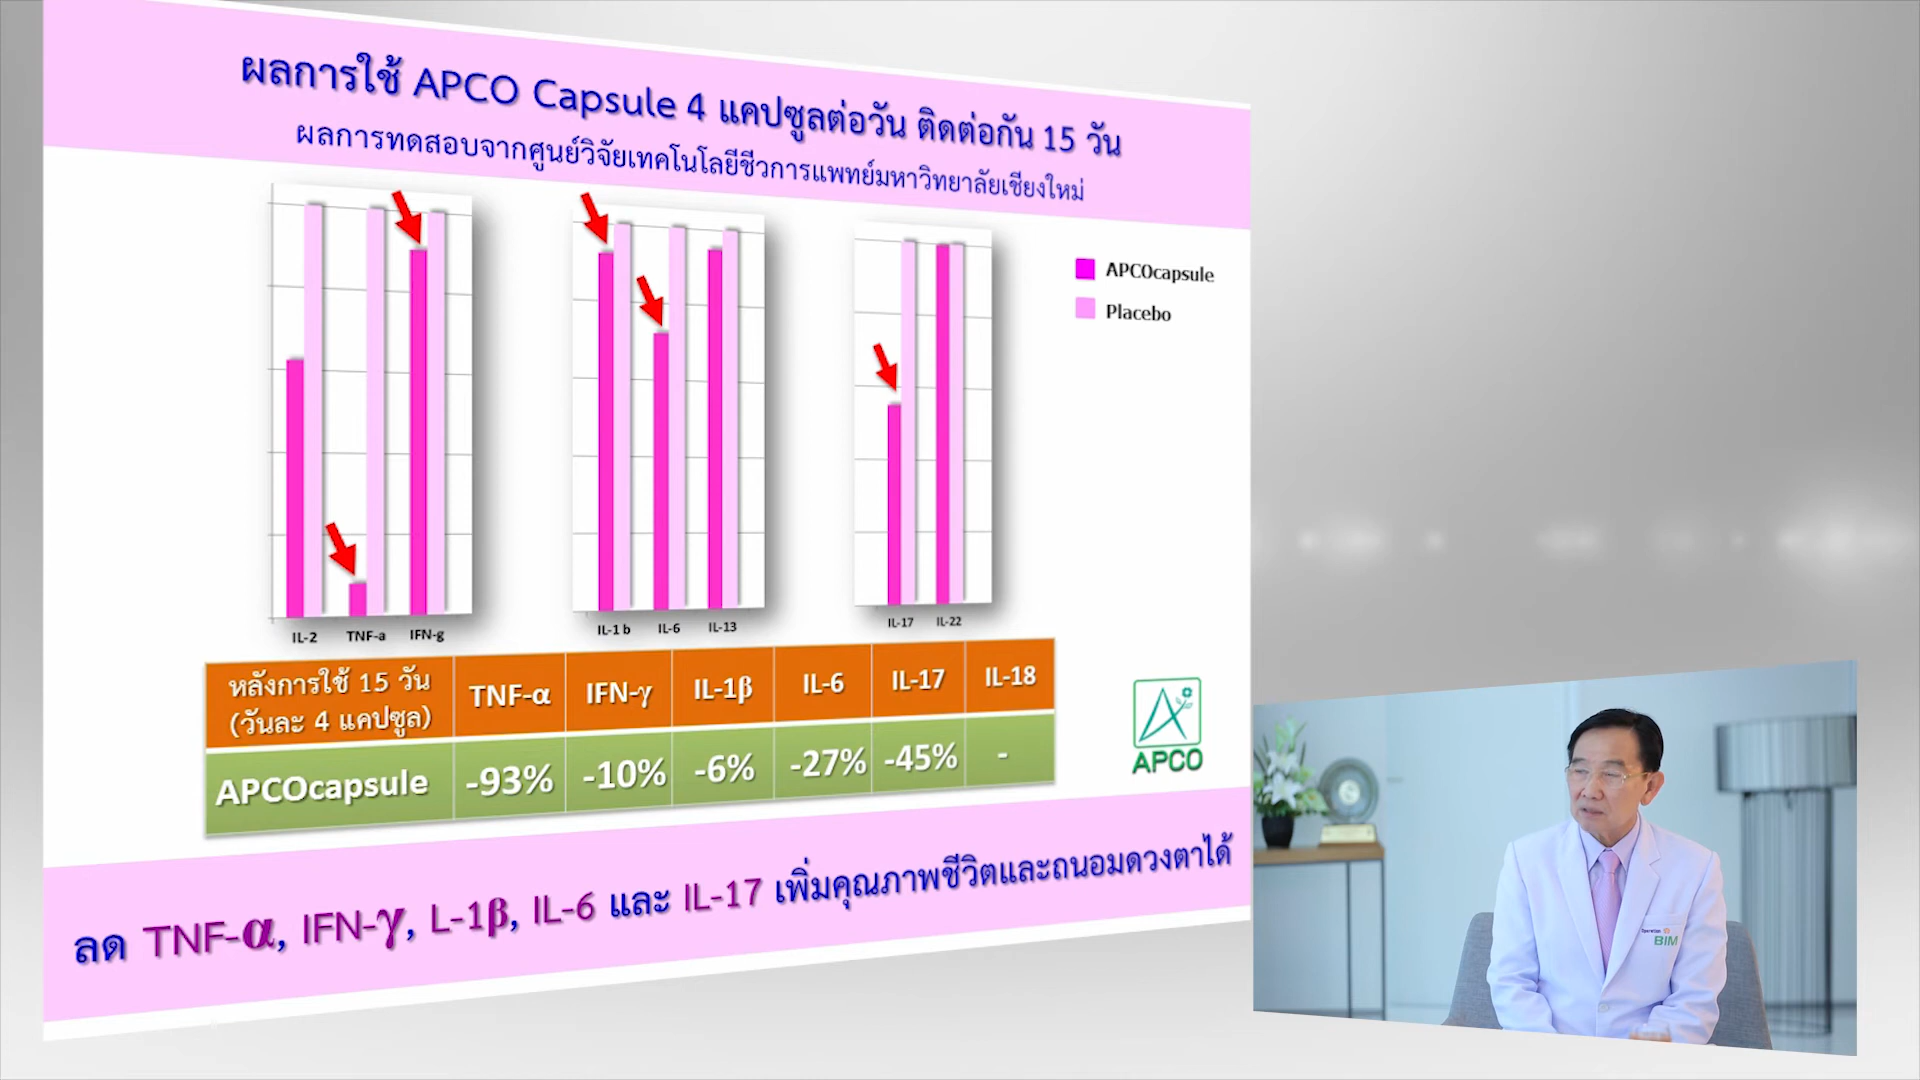 ผลการใช้ APCO Capsule 4 แคปซูลต่อวัน ติดต่อกัน 15 วัน
ผลการทดสอบจากศูนย์วิจัยเทคโนโลยีชีวการแพทย์มหาวิทยาลัยเชียงใหม่
APCOcapsule
Placebo
IL-2 TNF-a IFN-g
IL-1 b IL-6 IL-13
IL-17 IL-22
หลังการใช้ 15 วัน
(วันละ 4 แคปซูล)
TNF-α IFN-γ IL-1β IL-6 IL-17 IL-18
APCOcapsule -93% -10% -6% -27% -45% -
APCO
ลด TNF-α, IFN-γ, L-1β, IL-6 และ IL-17 เพิ่มคุณภาพชีวิตและถนอมดวงตาได้
Operation
BIM